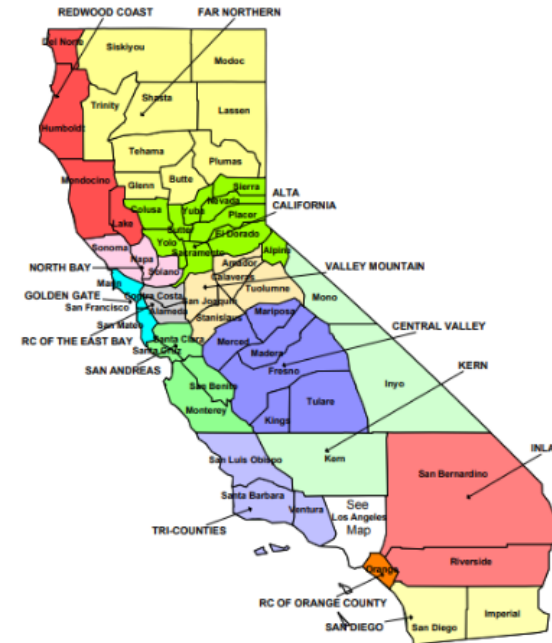 REDWOOD COAST
FAR NORTHERN
Del Norte
Siskiyou
Modoc
Trinity
Shasta
Lassen
Humboldt
Tehama
Plumas
Mendocino
Glenn
Butte
Sierra
Colusa
Yuba
Nevada
ALTA
CALIFORNIA
Placer
Lake
Sutter
El Dorado
Sonoma
Napa
Yolo
Sacramento
Alpine
NORTH BAY
Solano
Amador
Calaveras
VALLEY MOUNTAIN
Marin
GOLDEN GATE
Contra Costa
San Joaquin
Tuolumne
Mono
San Francisco
Alameda
Stanislaus
Mariposa
San Mateo
RC OF THE EAST BAY
CENTRAL VALLEY
Santa Clara
Merced
Santa Cruz
Madera
SAN ANDREAS
Fresno
KERN
San Benito
Inyo
Monterey
Kings
Tulare
INLA
San Luis Obispo
Kern
San Bernardino
Santa Barbara
Ventura
See
Los Angeles
Map
TRI-COUNTIES
Orange
Riverside
RC OF ORANGE COUNTY
SAN DIEGO
San Diego
Imperial